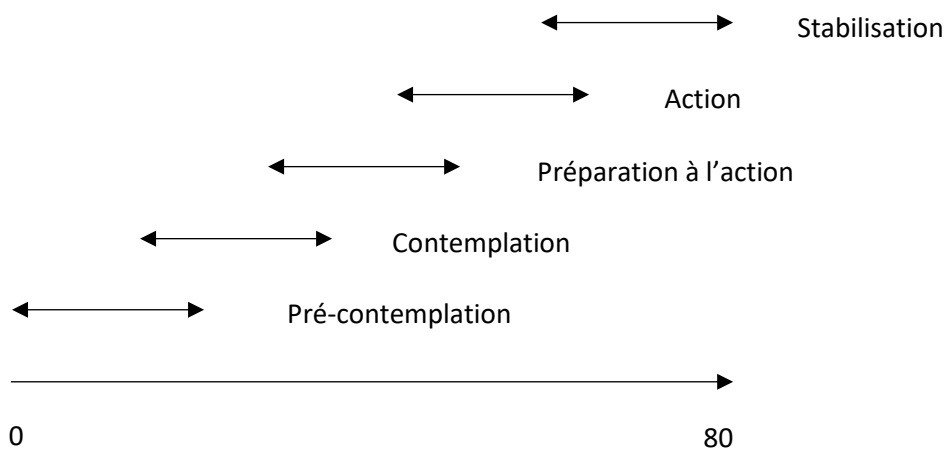 Stabilisation
Action
Préparation à l’action
Contemplation
Pré-contemplation
0
80